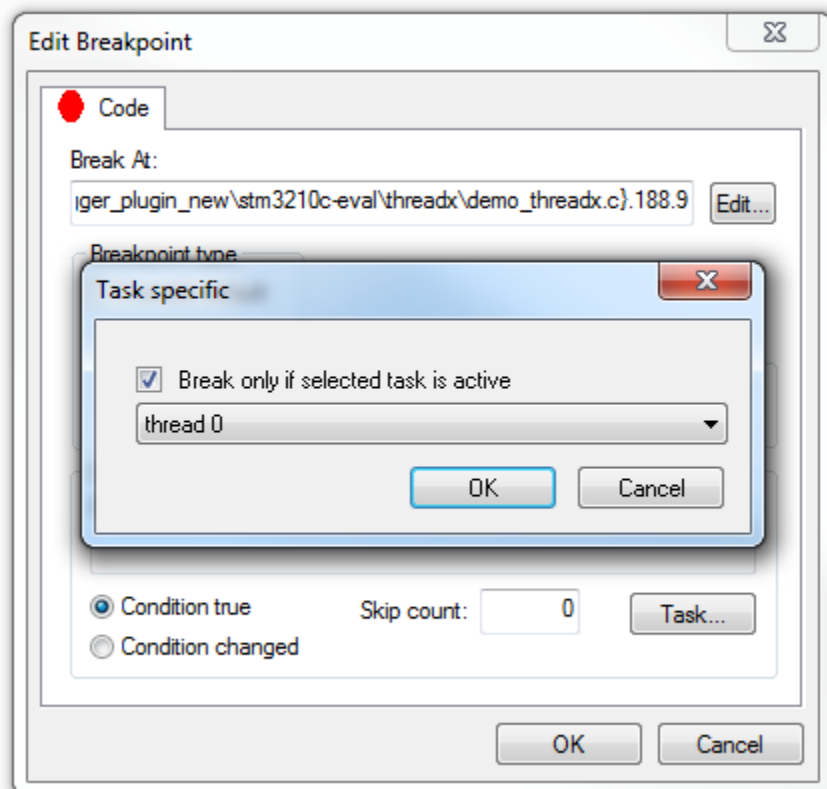 Edit Breakpoint
Code
Break At:
ıger_plugin_new\stm3210c-eval\threadx\demo_threadx.c}.188.9
Edit...
Breakpoint type
Task specific
Break only if selected task is active
thread 0
OK
Cancel
Condition true
Skip count:
0
Task...
Condition changed
OK
Cancel